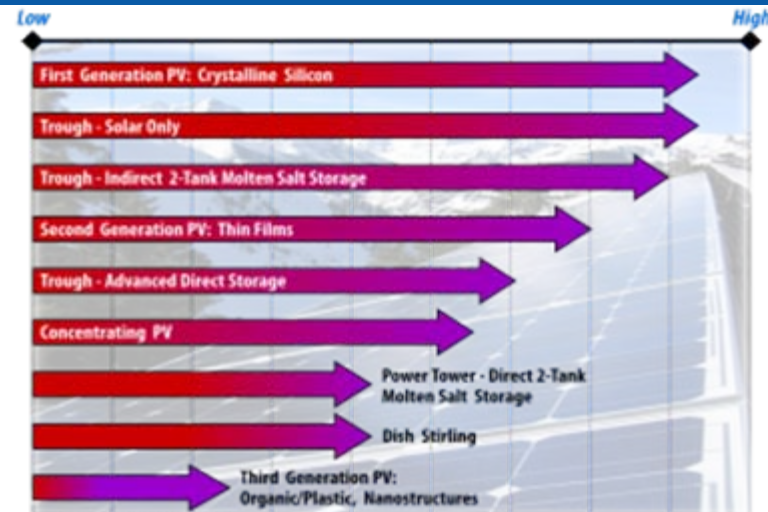 Low
High
First Generation PV: Crystalline Silicon
Trough - Solar Only
Trough - Indirect 2-Tank Molten Salt Storage
Second Generation PV: Thin Films
Trough - Advanced Direct Storage
Concentrating PV
Power Tower - Direct 2-Tank
Molten Salt Storage
Dish Stirling
Third Generation PV:
Organic/Plastic, Nanostructures